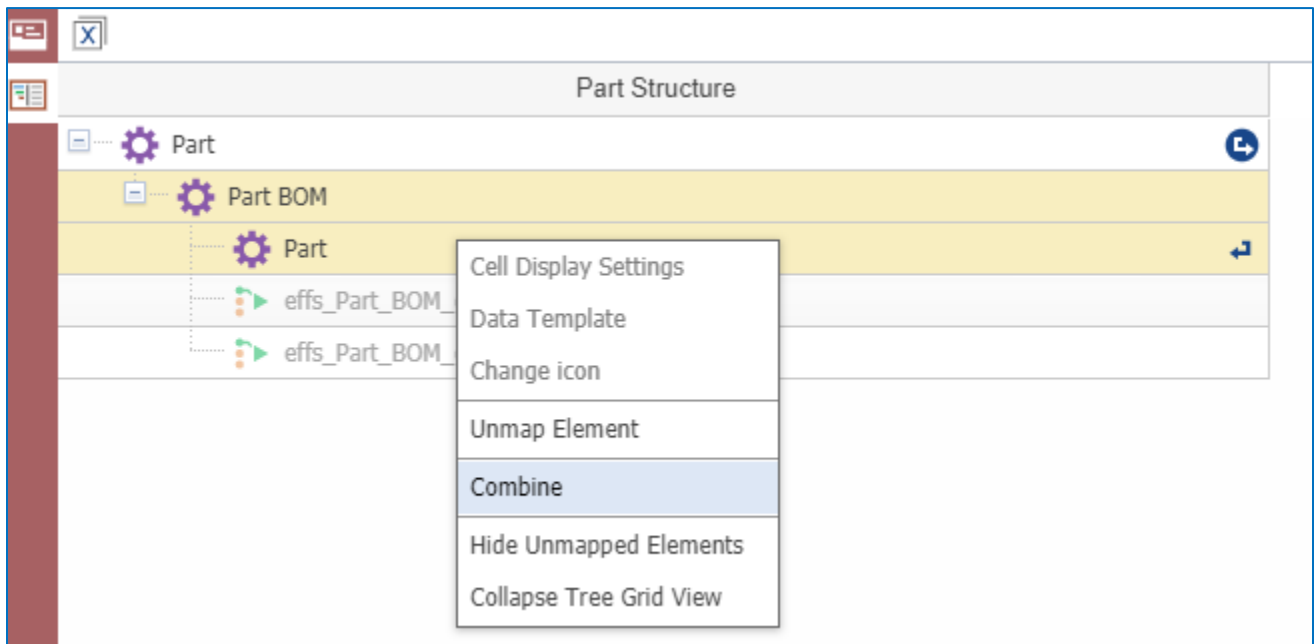 X
Part Structure
Part
Part BOM
Part
effs_Part_BOM_
effs_Part_BOM_
Cell Display Settings
Data Template
Change icon
Unmap Element
Combine
Hide Unmapped Elements
Collapse Tree Grid View